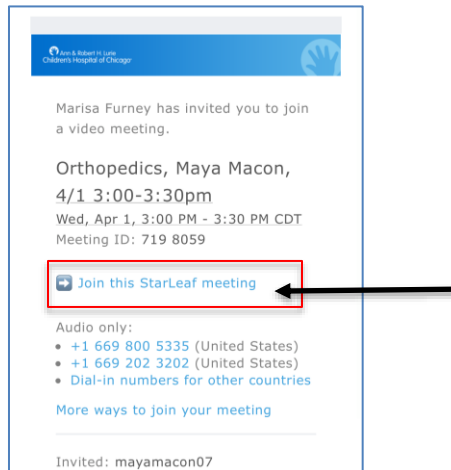 Ann & Robert H. Lurie
Children's Hospital of Chicago®
Marisa Furney has invited you to join
a video meeting.
Orthopedics, Maya Macon,
4/1 3:00-3:30pm
Wed, Apr 1, 3:00 PM - 3:30 PM CDT
Meeting ID: 719 8059
Join this StarLeaf meeting
Audio only:
• +1 669 800 5335 (United States)
• +1 669 202 3202 (United States)
• Dial-in numbers for other countries
More ways to join your meeting
Invited: mayamacon07